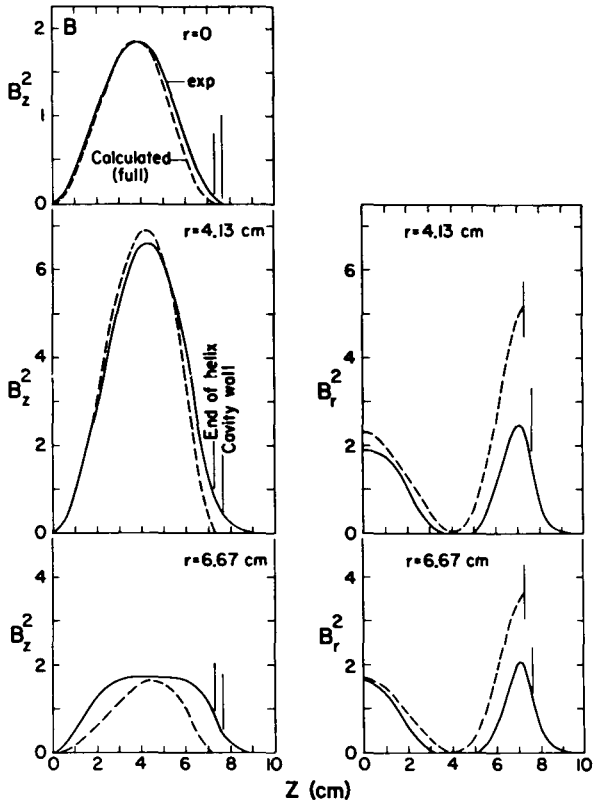 B
r=0
2
1
0
B_z^2
exp
Calculated
(full)
r=4.13 cm
6
4
2
0
B_z^2
End of helix
Cavity wall
r=4.13 cm
6
4
2
0
B_r^2
r=6.67 cm
4
2
0
B_z^2
0 2 4 6 8 10
r=6.67 cm
4
2
0
B_r^2
0 2 4 6 8 10
Z (cm)